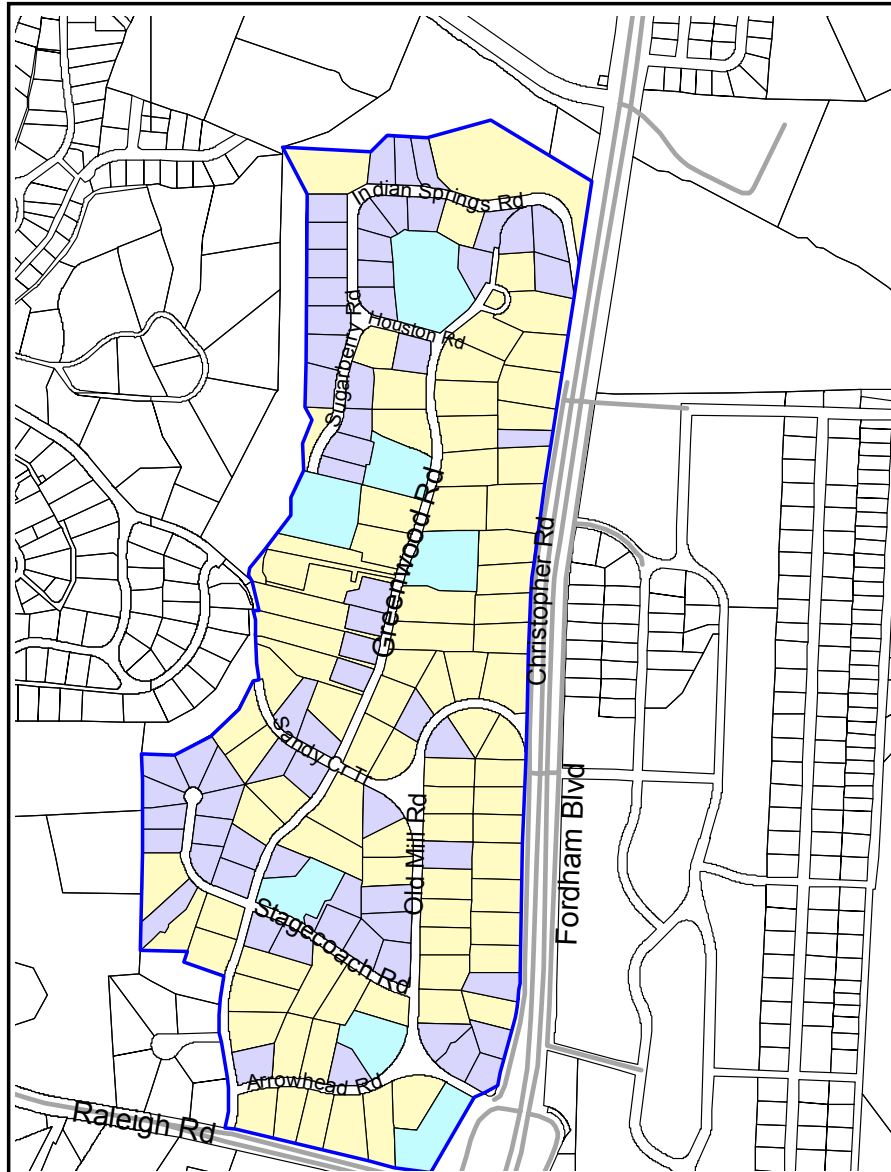 Indian Springs Rd
Sugarberry Rd
Houston Rd
Greenwood Rd
Christopher Rd
Sandy Cr Tr
Old Mill Rd
Fordham Blvd
Stagecoach Rd
Arrowhead Rd
Raleigh Rd